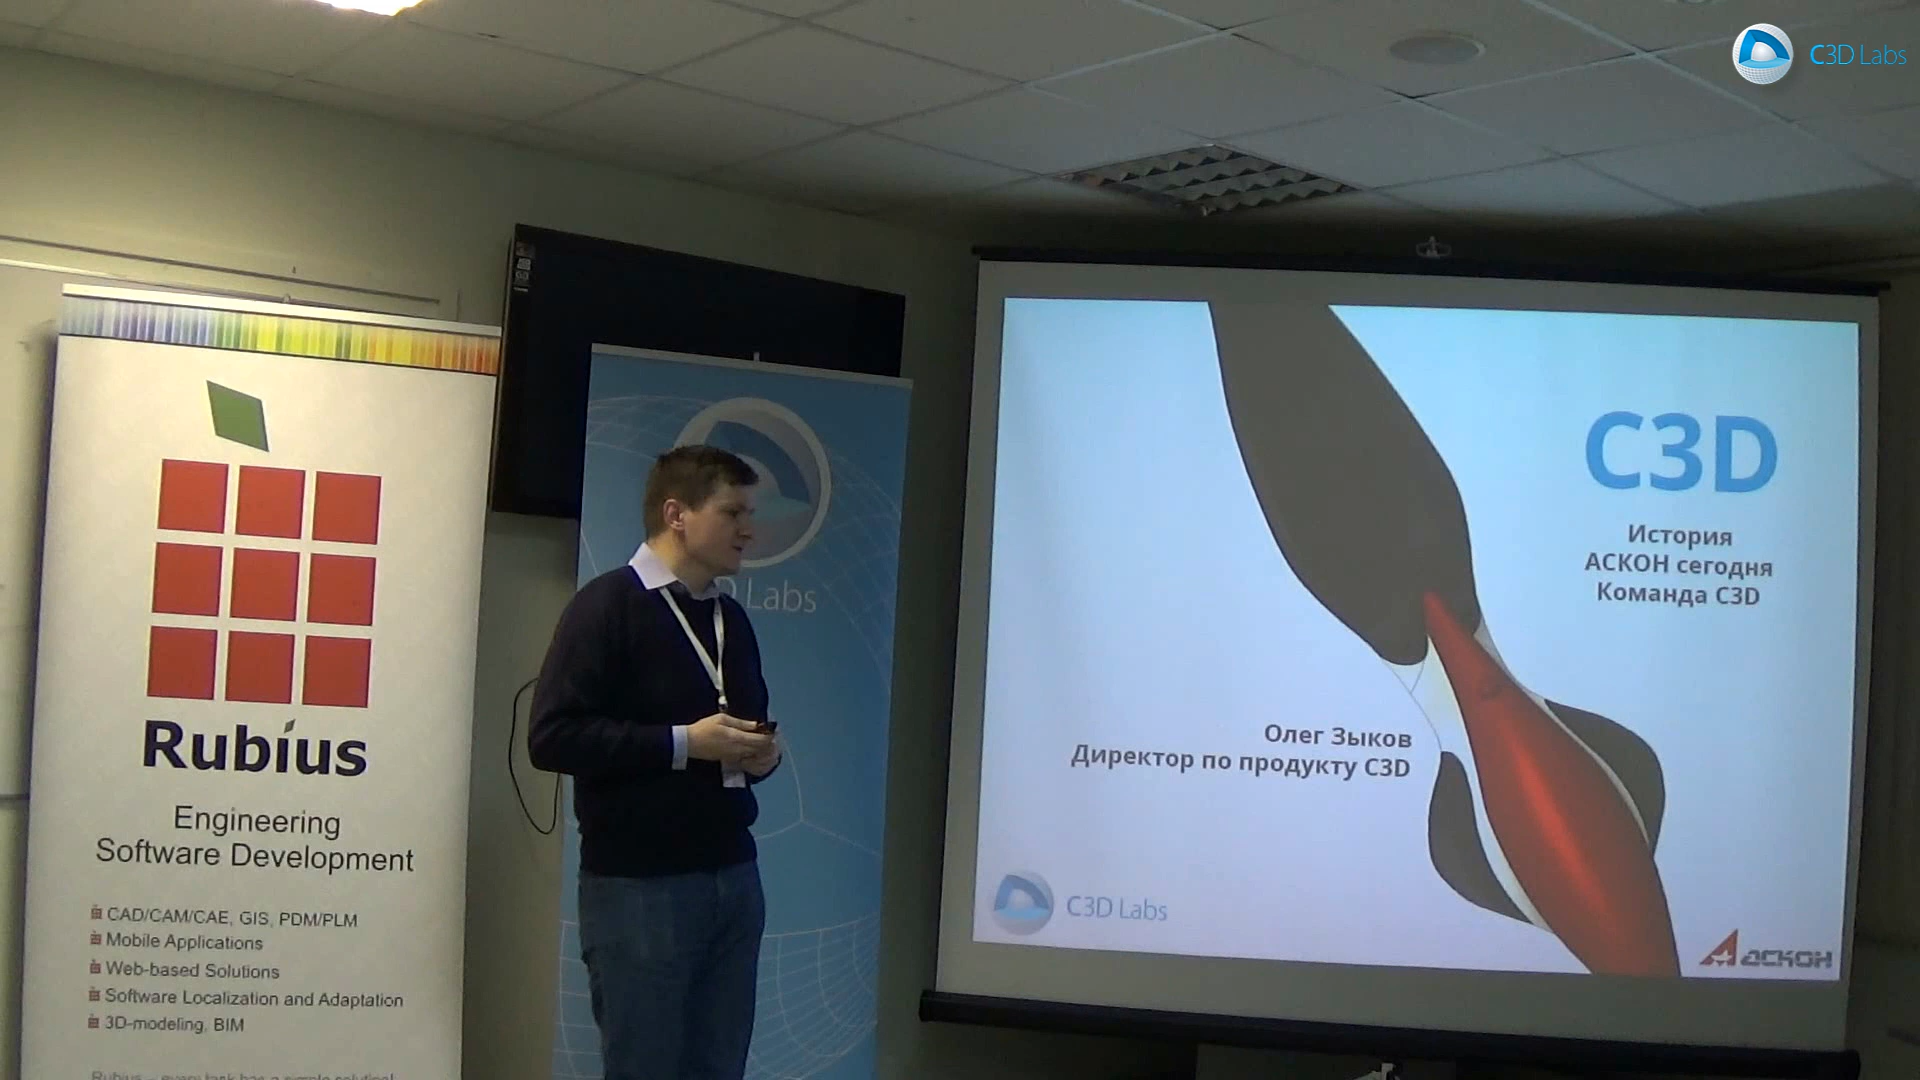 C3D Labs
Rubius
Engineering
Software Development
CAD/CAM/CAE, GIS, PDM/PLM
Mobile Applications
Web-based Solutions
Software Localization and Adaptation
3D-modeling, BIM
D Labs
C3D
История
АСКОН сегодня
Команда C3D
Олег Зыков
Директор по продукту C3D
C3D Labs
АСКОН